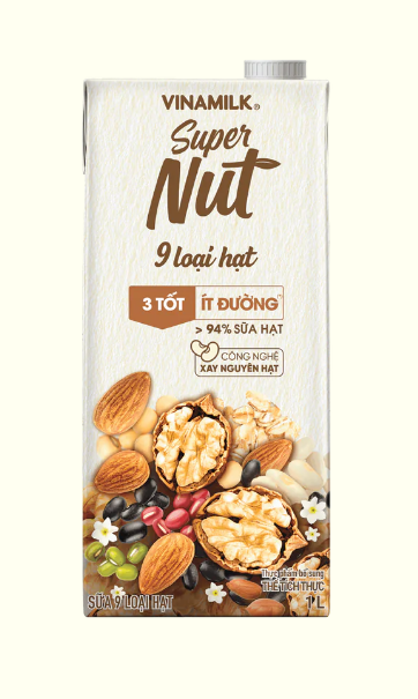 VINAMILK®
Super
Nut
9 loại hạt
3 TỐT ÍT ĐƯỜNG
> 94% SỮA HẠT
CÔNG NGHỆ
XAY NGUYÊN HẠT
Thực phẩm bổ sung
THỂ TÍCH THỰC
SỮA 9 LOẠI HẠT 1 L